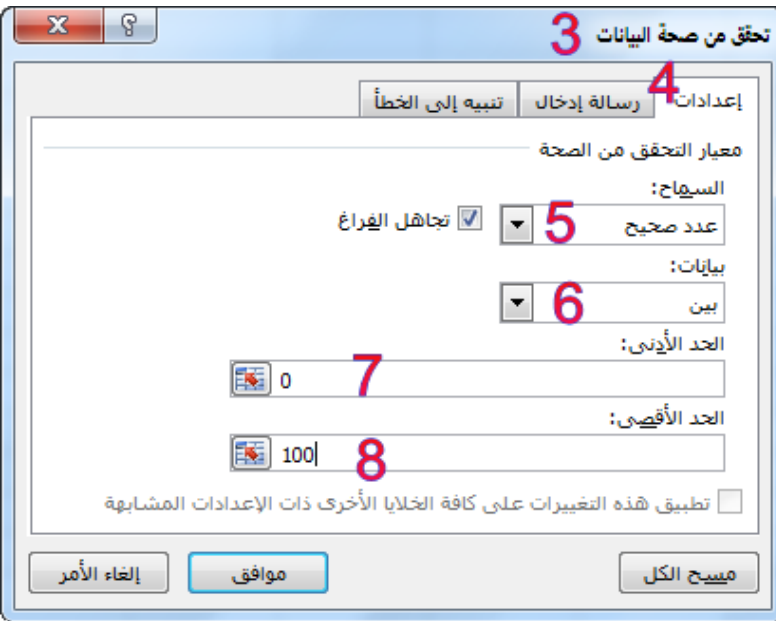 تحقق من صحة البيانات 3
4
إعدادات رسالة إدخال تنبيه إلى الخطأ
معيار التحقق من الصحة
السماح:
عدد صحيح 5 تجاهل الفراغ
بيانات:
بين 6
الحد الأدنى:
0 7
الحد الأقصى:
100 8
تطبيق هذه التغييرات على كافة الخلايا الأخرى ذات الإعدادات المشابهة
مسح الكل موافق إلغاء الأمر